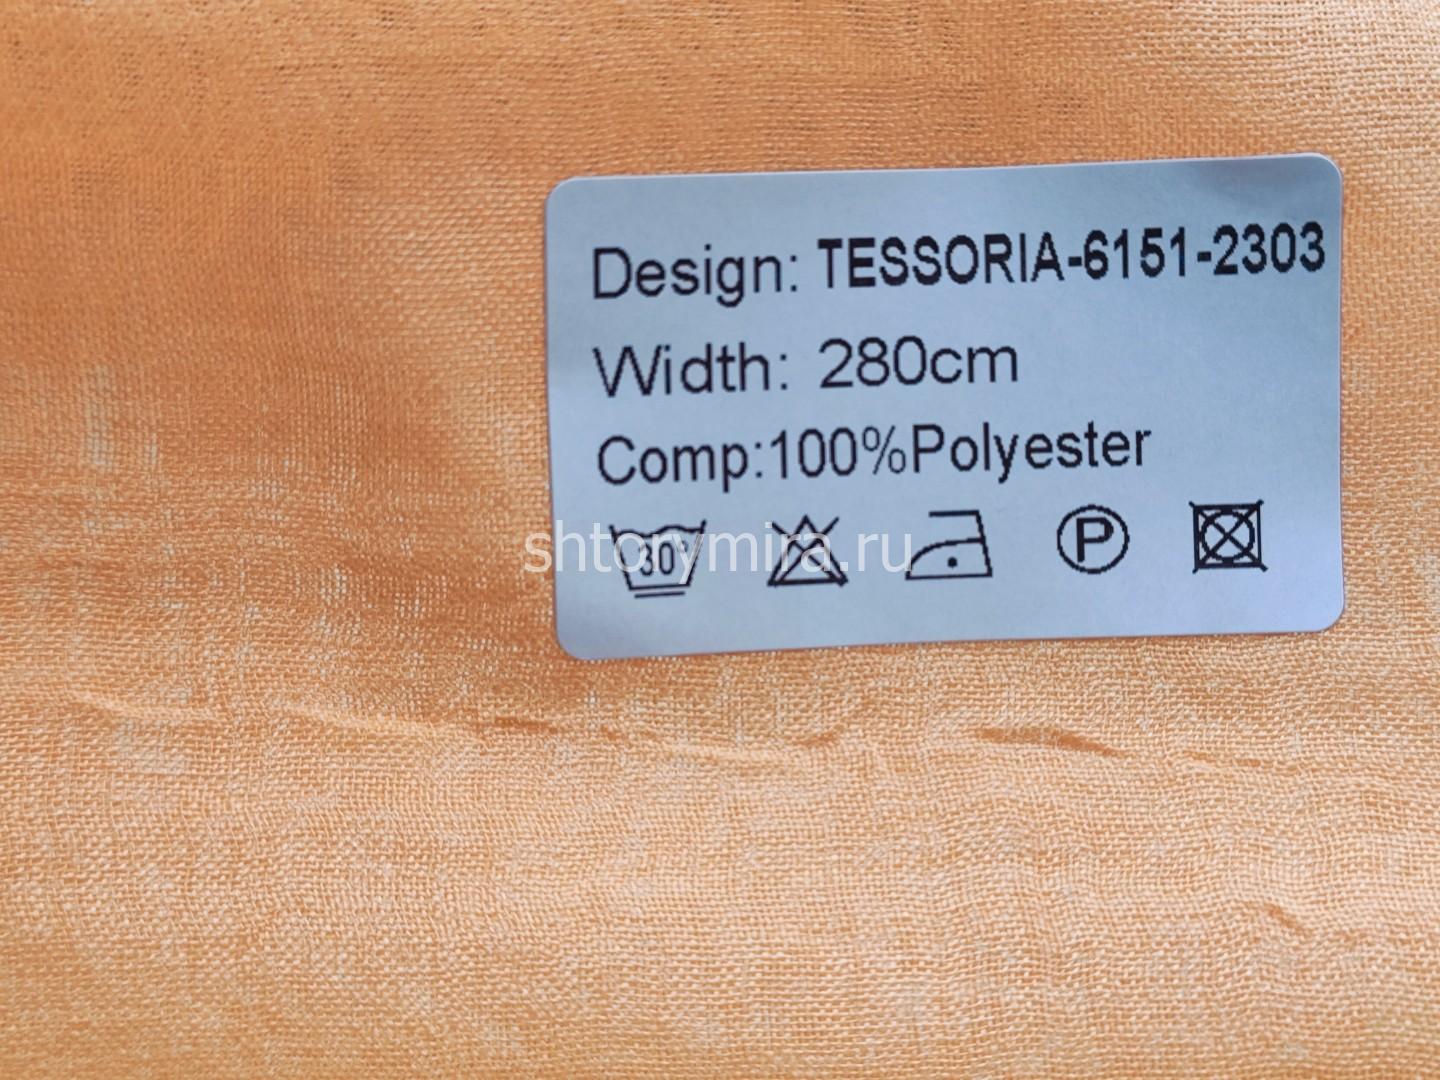 Design: TESSORIA-6151-2303
Width: 280cm
Comp:100%Polyester
shtorymira.ru
30° P